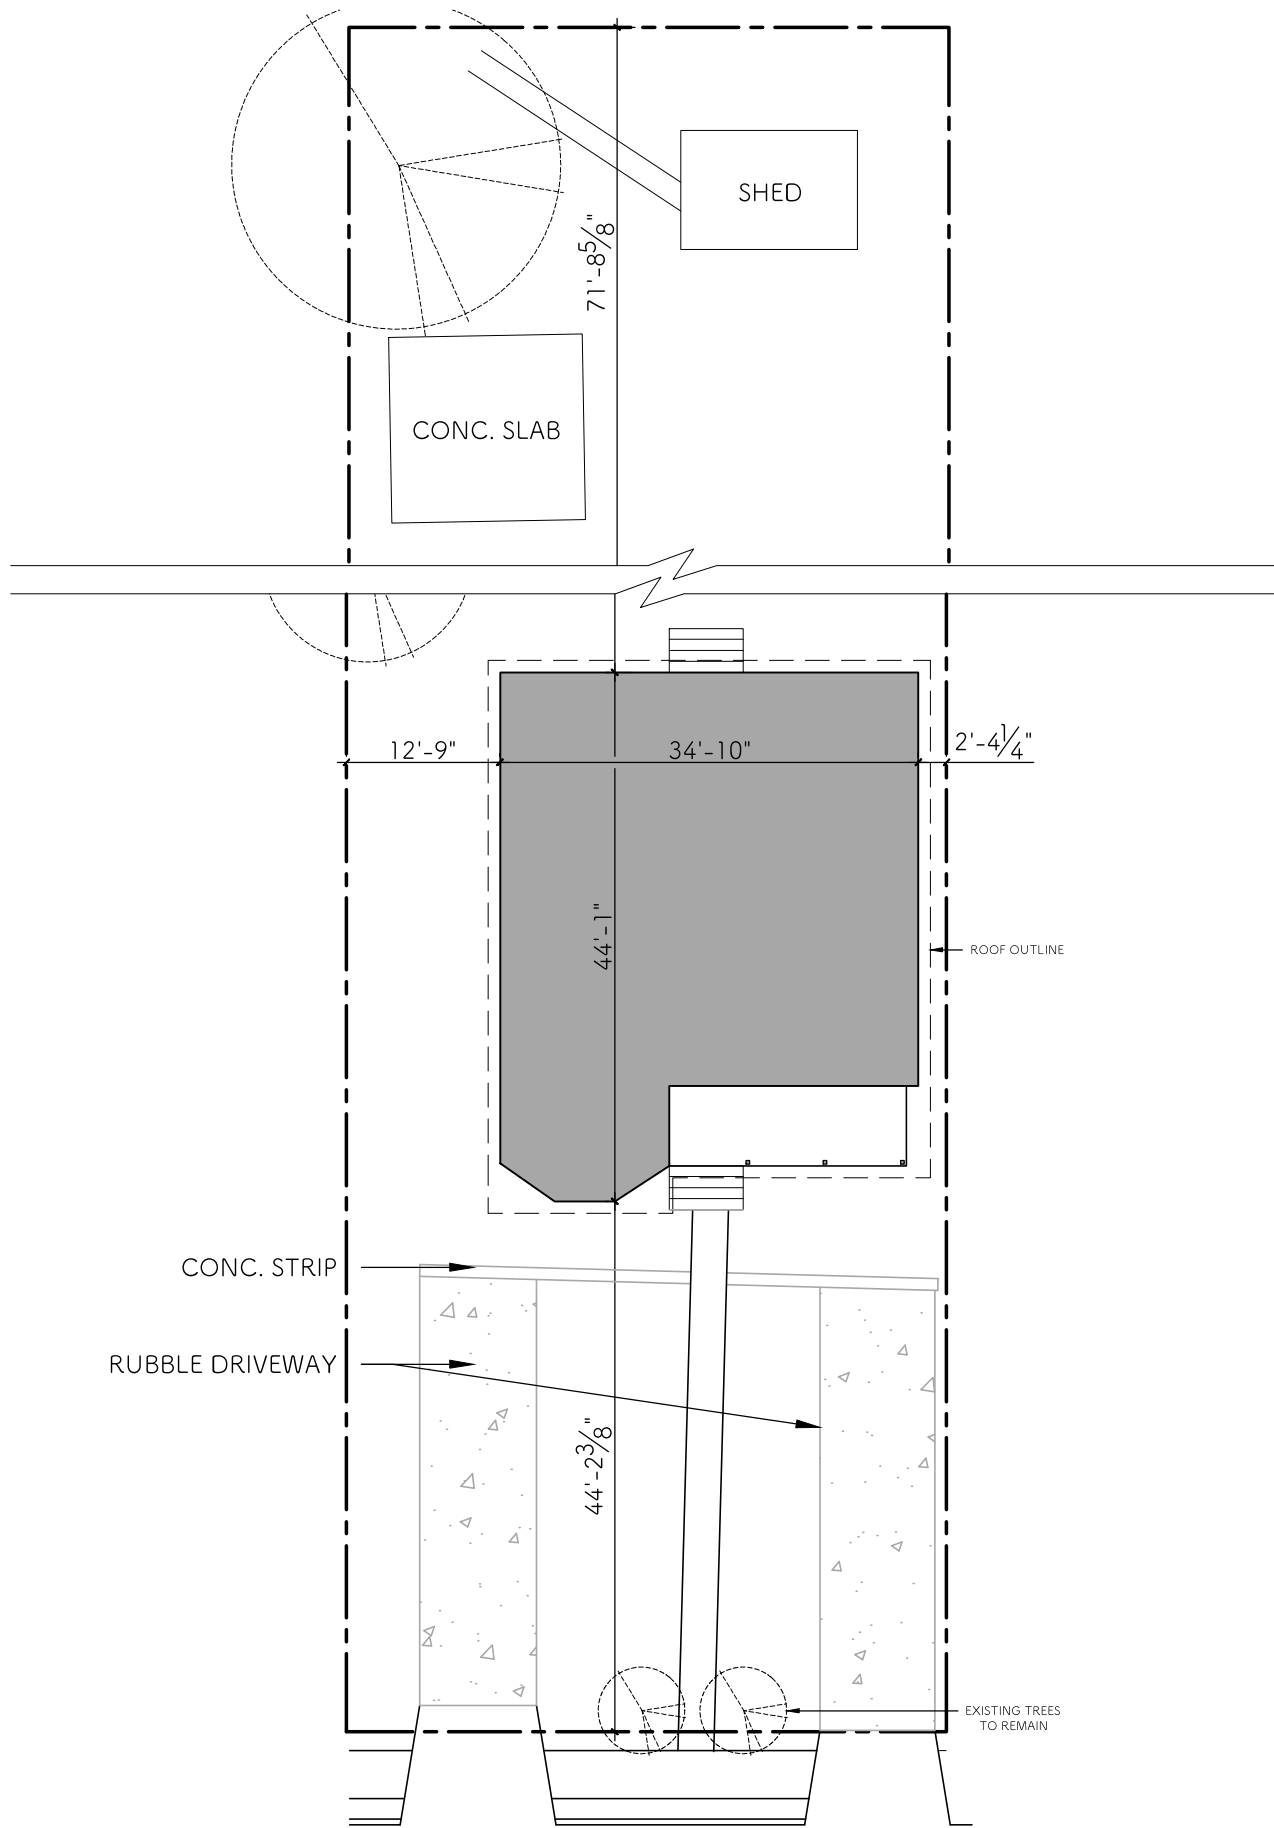 SHED
71'-8 5/8"
CONC. SLAB
12'-9"
34'-10"
2'-4 1/4"
44'-1"
ROOF OUTLINE
CONC. STRIP
RUBBLE DRIVEWAY
44'-2 3/8"
EXISTING TREES
TO REMAIN